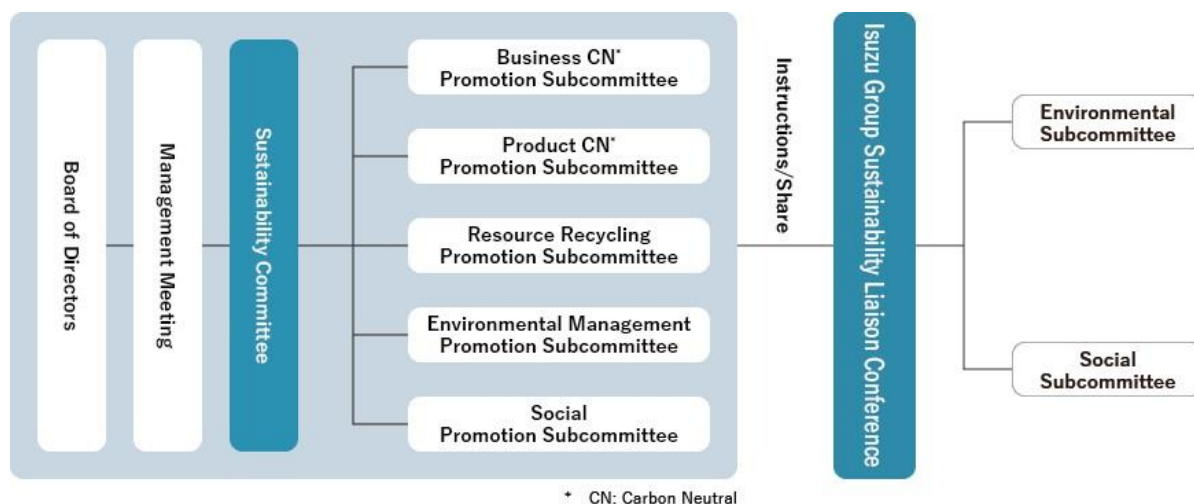 Board of Directors
Management Meeting
Sustainability Committee
Business CN*
Promotion Subcommittee
Product CN*
Promotion Subcommittee
Resource Recycling
Promotion Subcommittee
Environmental Management
Promotion Subcommittee
Social
Promotion Subcommittee
Instructions/Share
Isuzu Group Sustainability Liaison Conference
Environmental
Subcommittee
Social
Subcommittee
* CN: Carbon Neutral